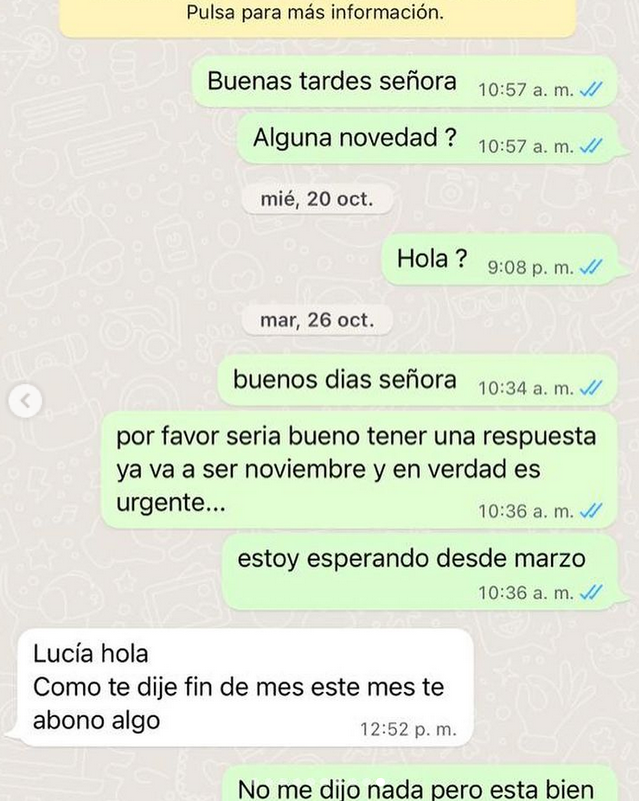 Pulsa para más información.
Buenas tardes señora 10:57 a. m.
Alguna novedad ? 10:57 a. m.
mié, 20 oct.
Hola ? 9:08 p. m.
mar, 26 oct.
buenos dias señora 10:34 a. m.
por favor seria bueno tener una respuesta
ya va a ser noviembre y en verdad es
urgente... 10:36 a. m.
estoy esperando desde marzo
10:36 a. m.
Lucía hola
Como te dije fin de mes este mes te
abono algo 12:52 p. m.
No me dijo nada pero esta bien